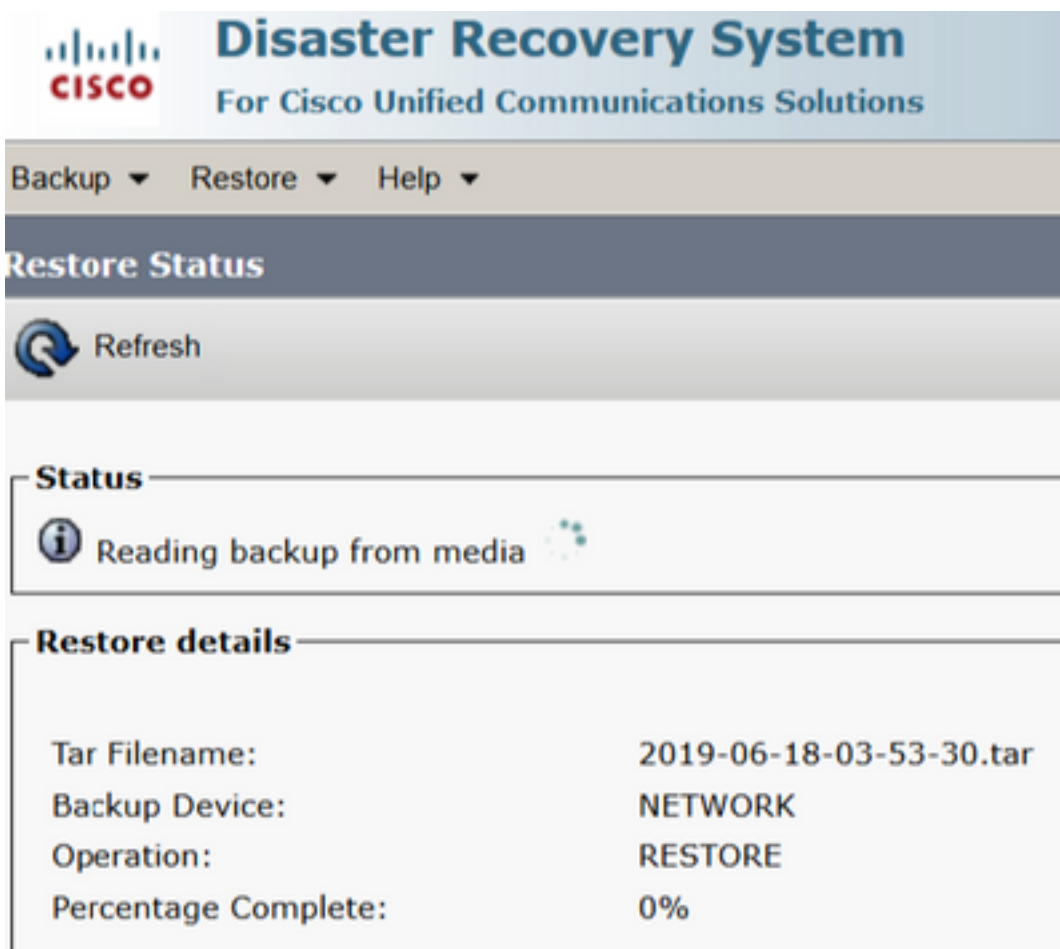 CISCO
Disaster Recovery System
For Cisco Unified Communications Solutions
Backup Restore Help
Restore Status
Refresh
Status
Reading backup from media
Restore details
Tar Filename: 2019-06-18-03-53-30.tar
Backup Device: NETWORK
Operation: RESTORE
Percentage Complete: 0%